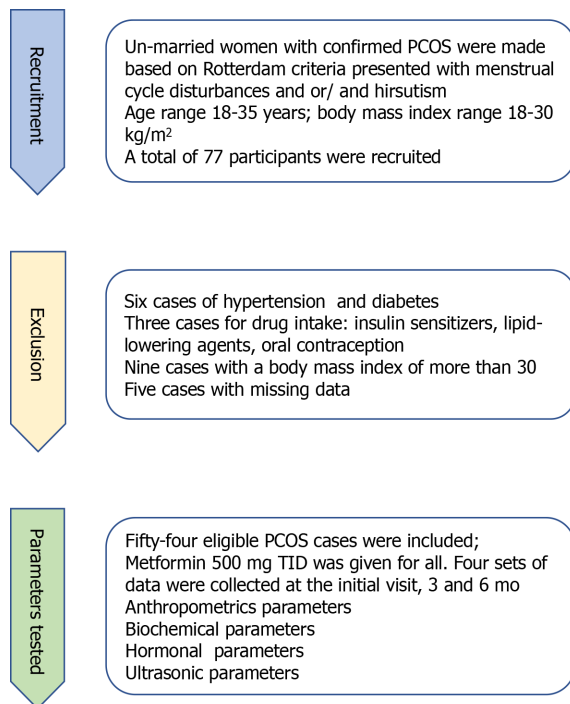 Recruitment
Un-married women with confirmed PCOS were made
based on Rotterdam criteria presented with menstrual
cycle disturbances and or/ and hirsutism
Age range 18-35 years; body mass index range 18-30
kg/m²
A total of 77 participants were recruited
Exclusion
Six cases of hypertension and diabetes
Three cases for drug intake: insulin sensitizers, lipid-
lowering agents, oral contraception
Nine cases with a body mass index of more than 30
Five cases with missing data
Parameters tested
Fifty-four eligible PCOS cases were included;
Metformin 500 mg TID was given for all. Four sets of
data were collected at the initial visit, 3 and 6 mo
Anthropometrics parameters
Biochemical parameters
Hormonal parameters
Ultrasonic parameters